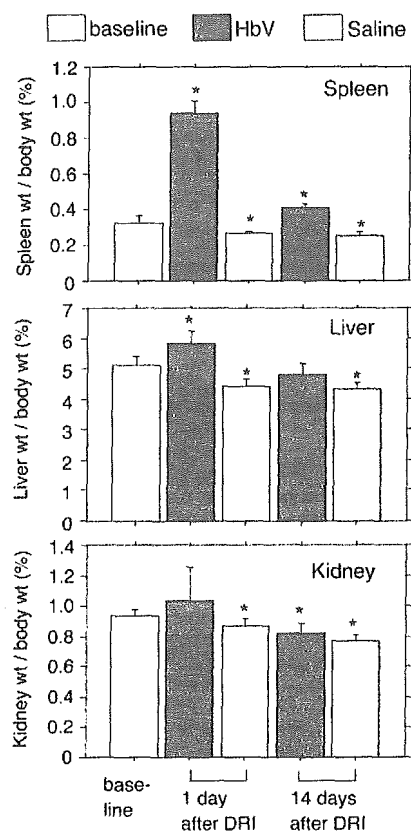 baseline HbV Saline
Spleen
Spleen wt / body wt (%)
1.2
1.0
0.8
0.6
0.4
0.2
0
*
*
*
*
Liver
Liver wt / body wt (%)
7
6
5
4
3
2
1
0
*
*
*
Kidney
Kidney wt / body wt (%)
1.4
1.2
1.0
0.8
0.6
0.4
0.2
0
*
*
*
base-
line
1 day
after DRI
14 days
after DRI